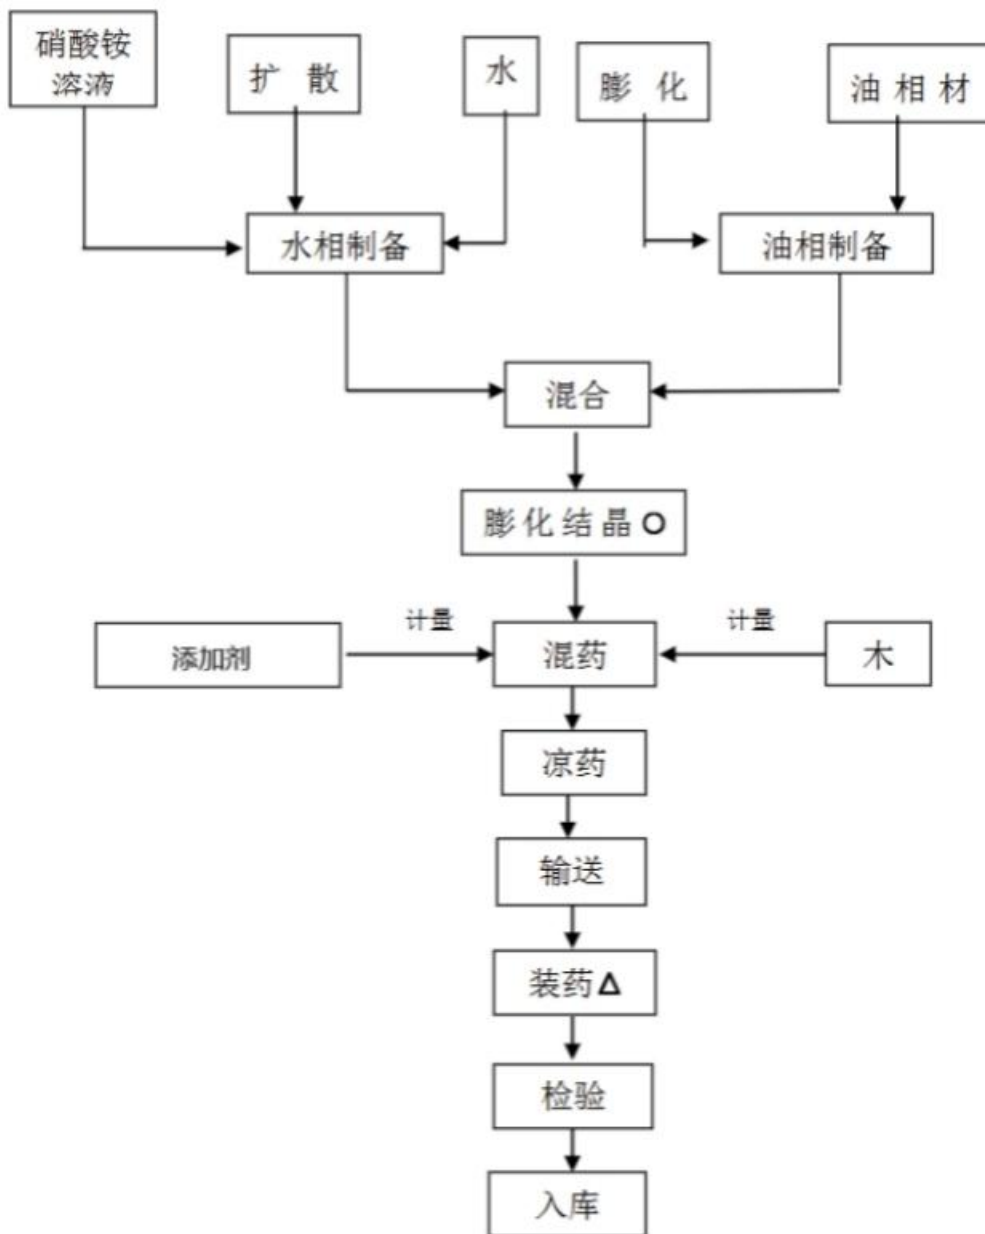 硝酸铵
溶液
扩散
水
膨化
油相材
水相制备
油相制备
混合
膨化结晶○
计量
计量
添加剂
混药
木
凉药
输送
装药Δ
检验
入库